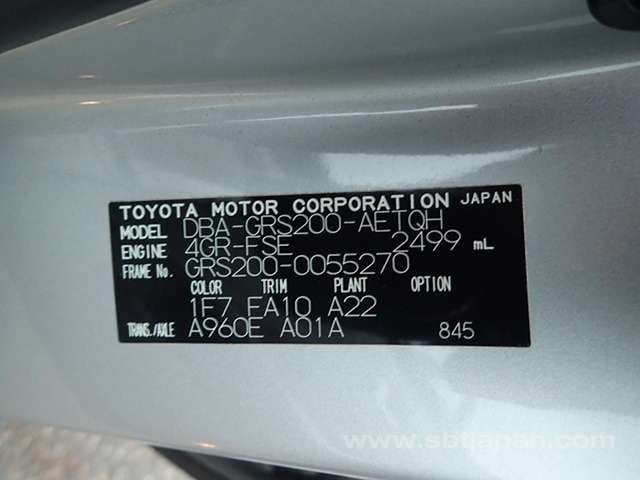 TOYOTA MOTOR CORPORATION JAPAN
MODEL DBA-GRS200-AETQH
ENGINE 4GR-FSE 2499 mL
FRAME No. GRS200-0055270
COLOR TRIM PLANT OPTION
1F7 FA10 A22
TRANS./AXLE A960E A01A 845
www.sbtjapan.com